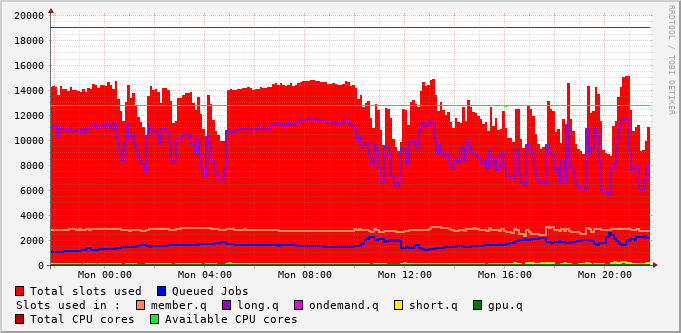 20000
18000
16000
14000
12000
10000
8000
6000
4000
2000
0
Mon 00:00 Mon 04:00 Mon 08:00 Mon 12:00 Mon 16:00 Mon 20:00
RRDTOOL / TOBI OETIKER
Total slots used Queued Jobs
Slots used in : member.q long.q ondemand.q short.q gpu.q
Total CPU cores Available CPU cores